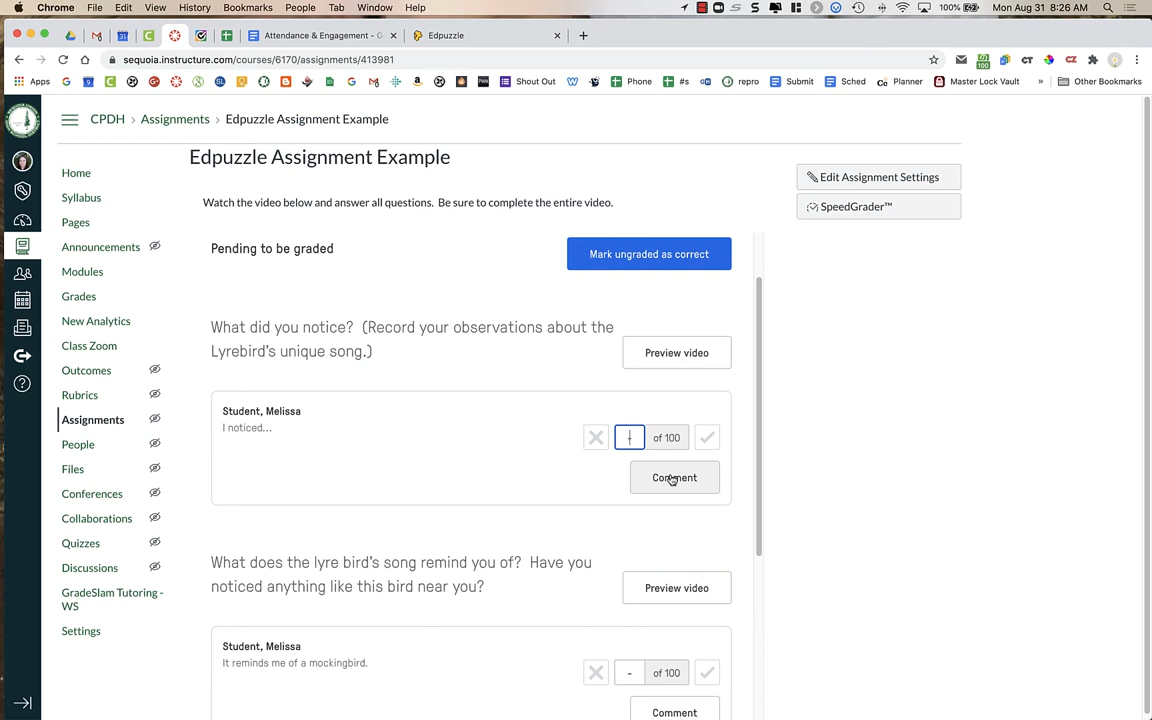 Chrome File Edit View History Bookmarks People Tab Window Help
100% Mon Aug 31 8:26 AM
Attendance & Engagement - G
Edpuzzle
sequoia.instructure.com/courses/6170/assignments/413981
Apps
Shout Out
Phone
#s
repro
Submit
Sched
Planner
Master Lock Vault
»
Other Bookmarks
CPDH > Assignments > Edpuzzle Assignment Example
Home
Syllabus
Pages
Announcements
Modules
Grades
New Analytics
Class Zoom
Outcomes
Rubrics
Assignments
People
Files
Conferences
Collaborations
Quizzes
Discussions
GradeSlam Tutoring -
WS
Settings
Edpuzzle Assignment Example
Edit Assignment Settings
SpeedGrader™
Watch the video below and answer all questions. Be sure to complete the entire video.
Pending to be graded
Mark ungraded as correct
What did you notice? (Record your observations about the
Lyrebird's unique song.)
Preview video
Student, Melissa
I noticed...
- of 100
Comment
What does the lyre bird's song remind you of? Have you
noticed anything like this bird near you?
Preview video
Student, Melissa
It reminds me of a mockingbird.
- of 100
Comment